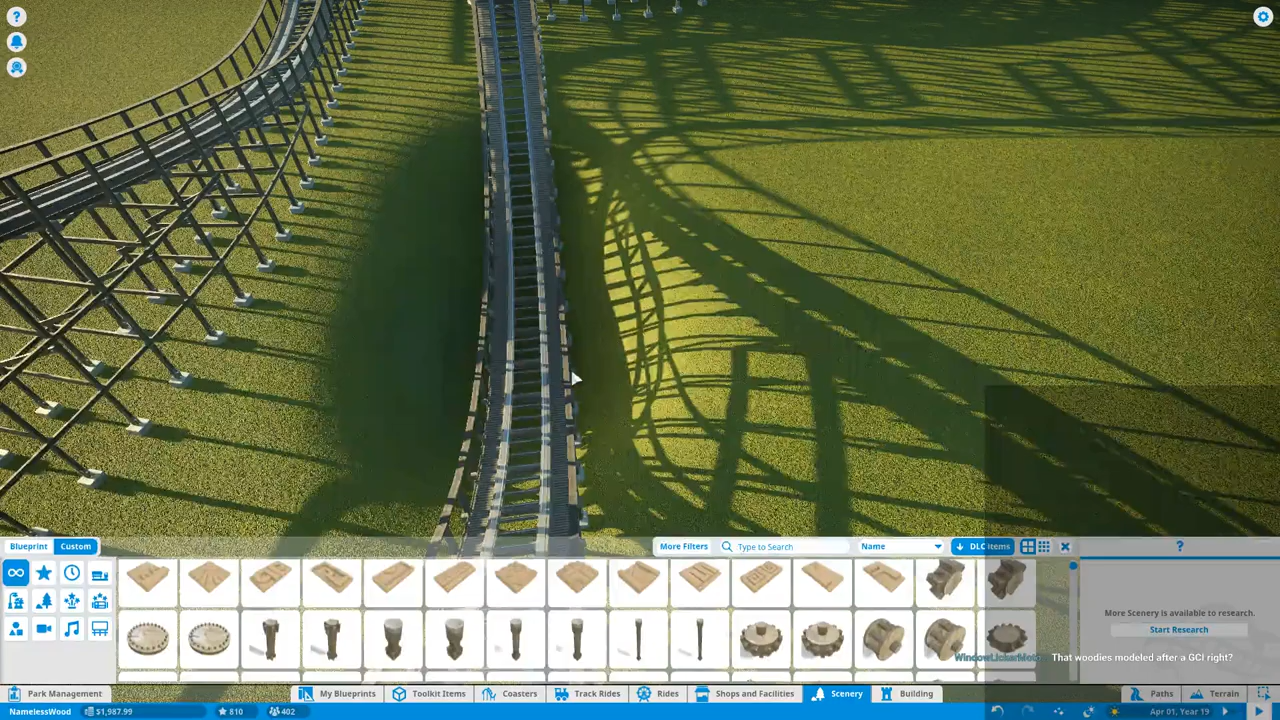 ?
Blueprint Custom More Filters Type to Search Name DLC Items ?
More Scenery is available to research.
Start Research
That woodies modeled after a GCI right?
Park Management My Blueprints Toolkit Items Coasters Track Rides Rides Shops and Facilities Scenery Building Paths Terrain
NamelessWood $1,987.99 810 402 Apr 01, Year 19